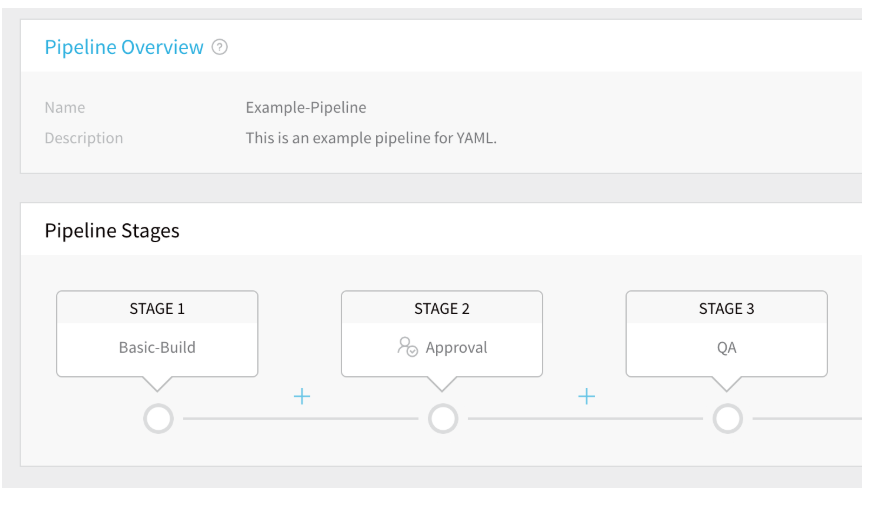 Pipeline Overview ?
Name Example-Pipeline
Description This is an example pipeline for YAML.
Pipeline Stages
STAGE 1 STAGE 2 STAGE 3
Basic-Build Approval QA
+ +